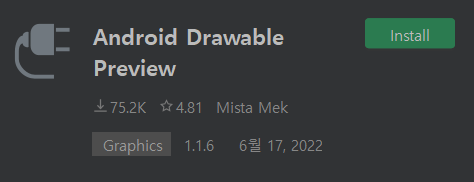 Android Drawable Install
Preview
75.2K 4.81 Mista Mek
Graphics 1.1.6 6월 17, 2022